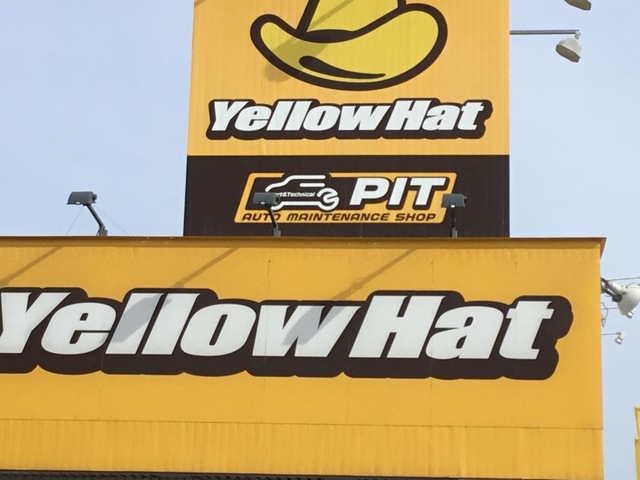 YellowHat
PIT
AUTO MAINTENANCE SHOP
YellowHat